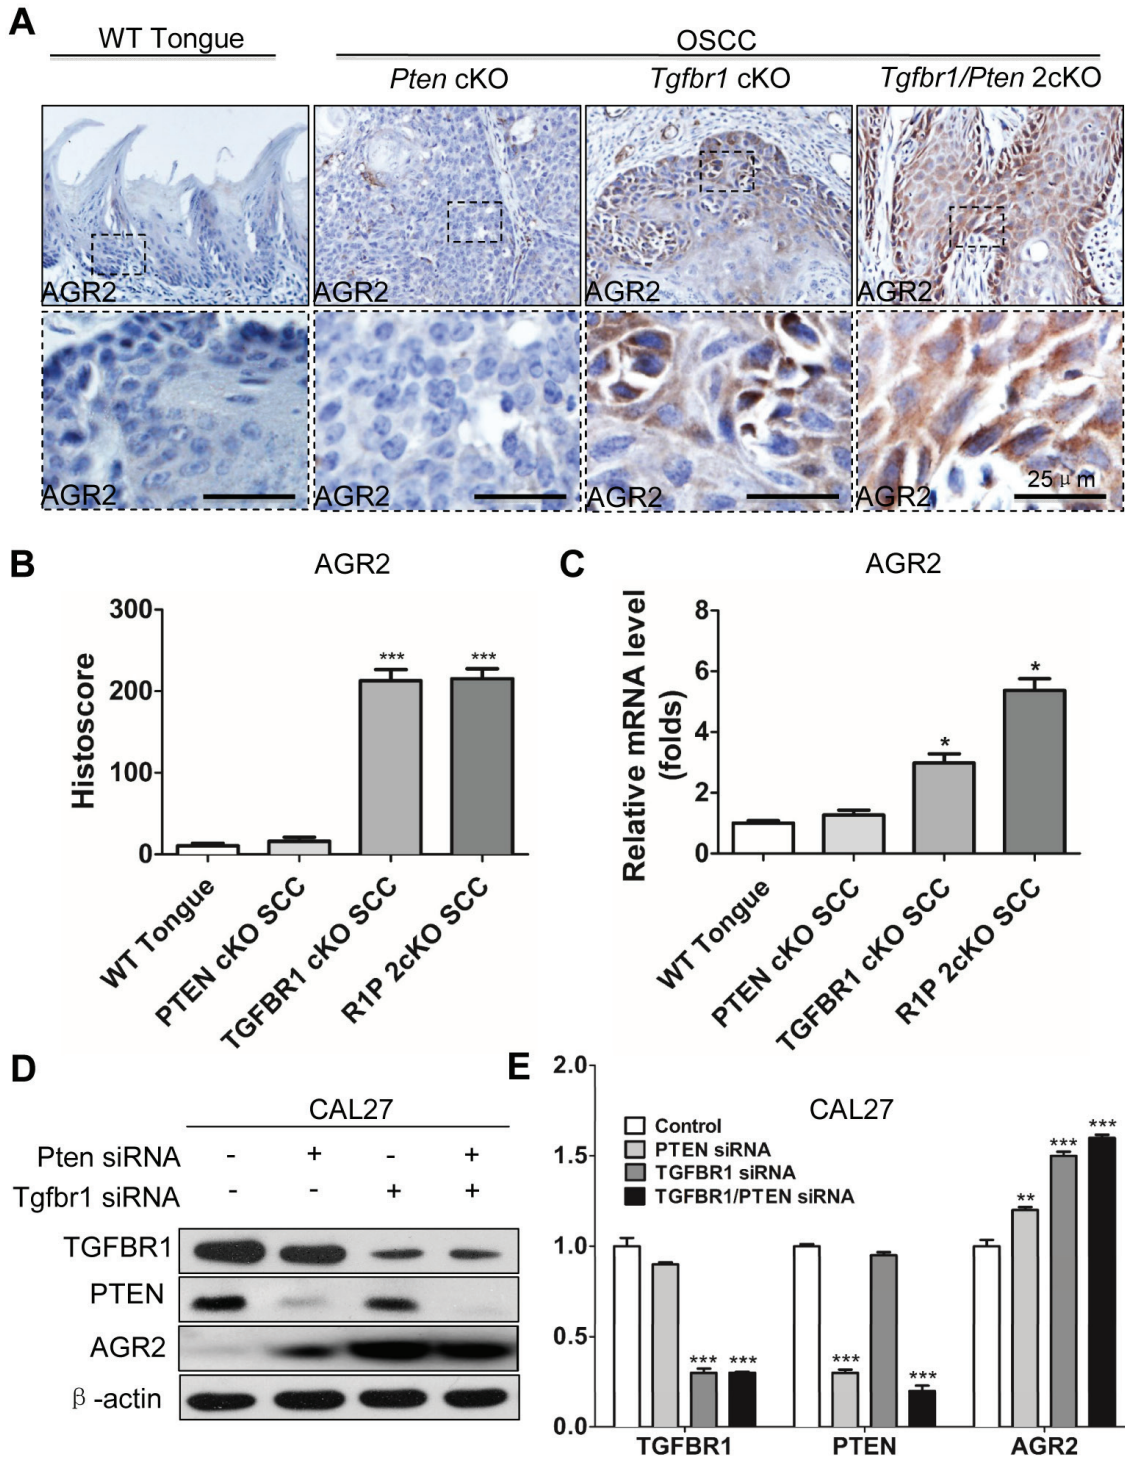 A
WT Tongue
OSCC
Pten cKO
Tgfbr1 cKO
Tgfbr1/Pten 2cKO
AGR2
AGR2
AGR2
AGR2
AGR2
AGR2
AGR2
AGR2
25 μm
B
AGR2
Histoscore
300
200
100
0
***
***
WT Tongue
PTEN cKO SCC
TGFBR1 cKO SCC
R1P 2cKO SCC
C
AGR2
Relative mRNA level
(folds)
8
6
4
2
0
*
*
WT Tongue
PTEN cKO SCC
TGFBR1 cKO SCC
R1P 2cKO SCC
D
CAL27
Pten siRNA - + - +
Tgfbr1 siRNA - - + +
TGFBR1
PTEN
AGR2
β-actin
E
CAL27
2.0
1.5
1.0
0.5
0.0
Control
PTEN siRNA
TGFBR1 siRNA
TGFBR1/PTEN siRNA
*** ***
*** ***
** *** ***
TGFBR1
PTEN
AGR2